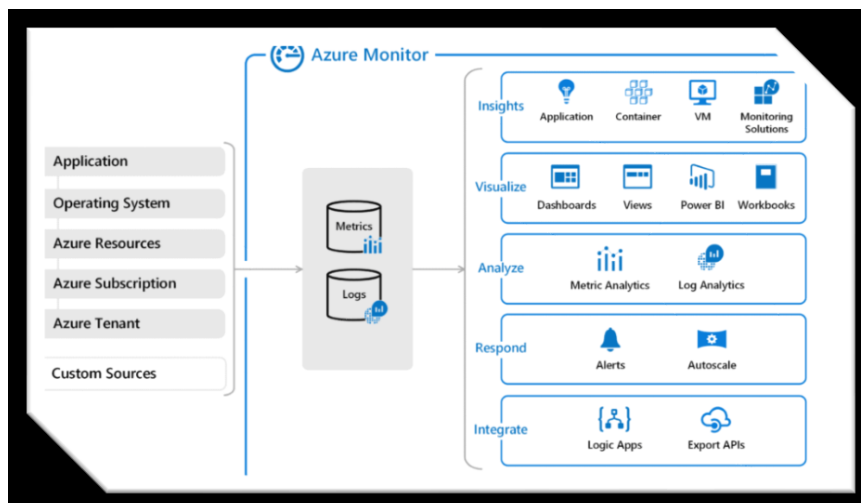 Azure Monitor
Application
Operating System
Azure Resources
Azure Subscription
Azure Tenant
Custom Sources
Metrics
Logs
Insights
Application
Container
VM
Monitoring
Solutions
Visualize
Dashboards
Views
Power BI
Workbooks
Analyze
Metric Analytics
Log Analytics
Respond
Alerts
Autoscale
Integrate
Logic Apps
Export APIs